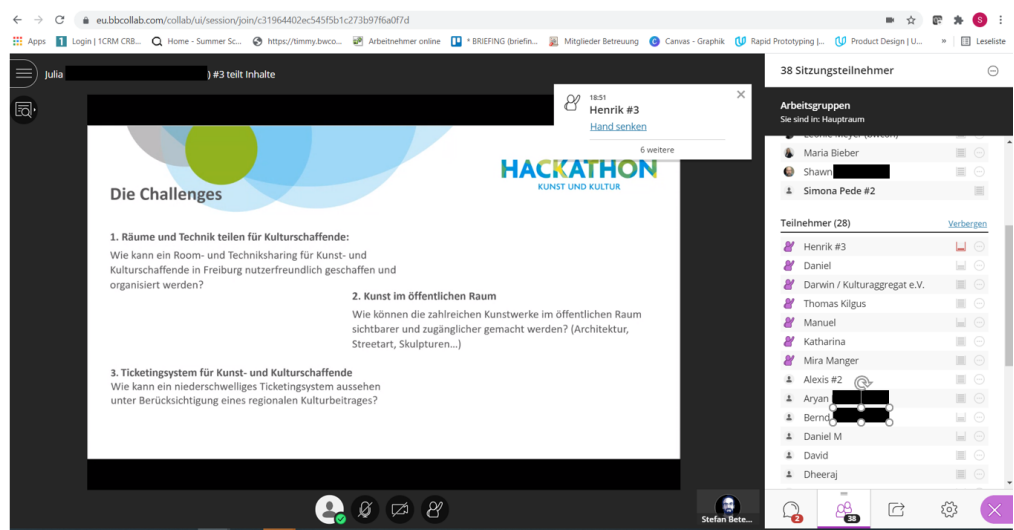 eu.bbcollab.com/collab/ui/session/join/c31964402ec545f5b1c273b97f6a0f7d
S
Apps
Login | 1CRM CRB...
Home - Summer Sc...
https://timmy.bwco...
Arbeitnehmer online
* BRIEFING (briefin...
Mitglieder Betreuung
Canvas - Graphik
Rapid Prototyping |...
Product Design | U...
»
Leseliste
Julia ) #3 teilt Inhalte
18:51
Henrik #3
Hand senken
6 weitere
HACKATHON
KUNST UND KULTUR
Die Challenges
1. Räume und Technik teilen für Kulturschaffende:
Wie kann ein Room- und Techniksharing für Kunst- und
Kulturschaffende in Freiburg nutzerfreundlich geschaffen und
organisiert werden?
2. Kunst im öffentlichen Raum
Wie können die zahlreichen Kunstwerke im öffentlichen Raum
sichtbarer und zugänglicher gemacht werden? (Architektur,
Streetart, Skulpturen...)
3. Ticketingsystem für Kunst- und Kulturschaffende
Wie kann ein niederschwelliges Ticketingsystem aussehen
unter Berücksichtigung eines regionalen Kulturbeitrages?
Stefan Bete...
38 Sitzungsteilnehmer
Arbeitsgruppen
Sie sind in: Hauptraum
Maria Bieber
Shawn
Simona Pede #2
Teilnehmer (28)
Verbergen
Henrik #3
Daniel
Darwin / Kulturaggregat e.V.
Thomas Kilgus
Manuel
Katharina
Mira Manger
Alexis #2
Aryan
Bernd
Daniel M
David
Dheeraj
2
38